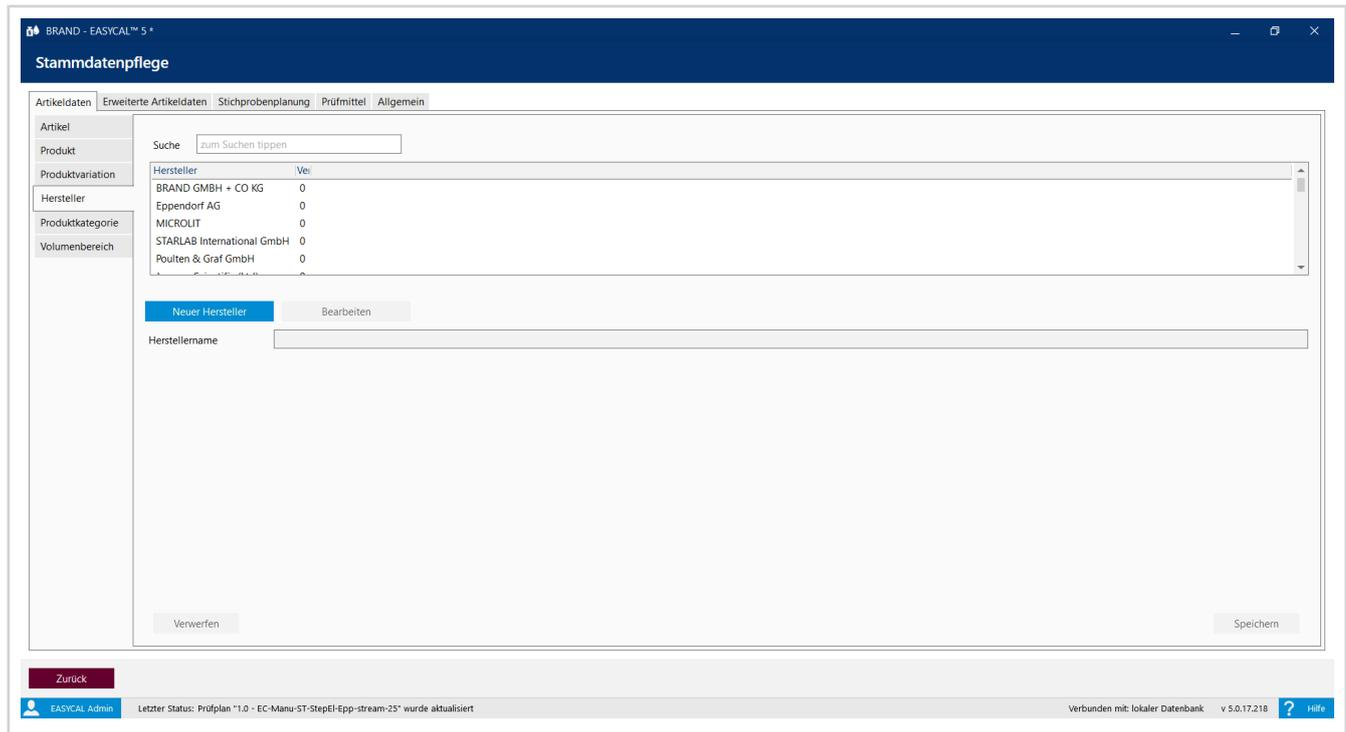 BRAND - EASYCAL™ 5 *
Stammdatenpflege
Artikeldaten Erweiterte Artikeldaten Stichprobenplanung Prüfmittel Allgemein
Artikel
Produkt
Produktvariation
Hersteller
Produktkategorie
Volumenbereich
Suche zum Suchen tippen
Hersteller
BRAND GMBH + CO KG 0
Eppendorf AG 0
MICROLIT 0
STARLAB International GmbH 0
Poulten & Graf GmbH 0
Neuer Hersteller Bearbeiten
Herstellername
Verwerfen Speichern
Zurück
EASYCAL Admin Letzter Status: Prüfplan "1.0 - EC-Manu-ST-StepEl-Epp-stream-25" wurde aktualisiert Verbunden mit: lokaler Datenbank v 5.0.17.218 ? Hilfe